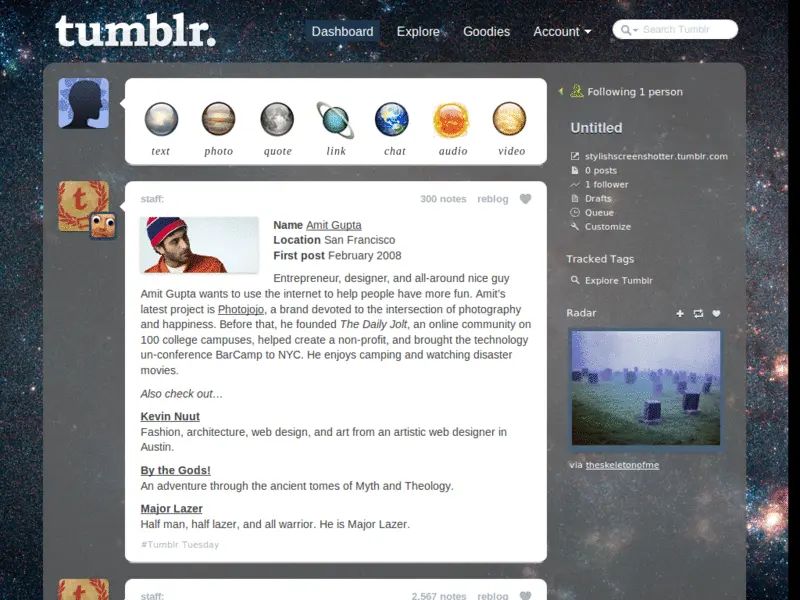 tumblr.
Dashboard Explore Goodies Account Search Tumblr
text photo quote link chat audio video
staff: 300 notes reblog
Name Amit Gupta
Location San Francisco
First post February 2008
Entrepreneur, designer, and all-around nice guy
Amit Gupta wants to use the internet to help people have more fun. Amit's
latest project is Photojojo, a brand devoted to the intersection of photography
and happiness. Before that, he founded The Daily Jolt, an online community on
100 college campuses, helped create a non-profit, and brought the technology
un-conference BarCamp to NYC. He enjoys camping and watching disaster
movies.
Also check out…
Kevin Nuut
Fashion, architecture, web design, and art from an artistic web designer in
Austin.
By the Gods!
An adventure through the ancient tomes of Myth and Theology.
Major Lazer
Half man, half lazer, and all warrior. He is Major Lazer.
#Tumblr Tuesday
staff: 2,567 notes reblog
Following 1 person
Untitled
stylishscreenshotter.tumblr.com
0 posts
1 follower
Drafts
Queue
Customize
Tracked Tags
Explore Tumblr
Radar
via theskeletonofme